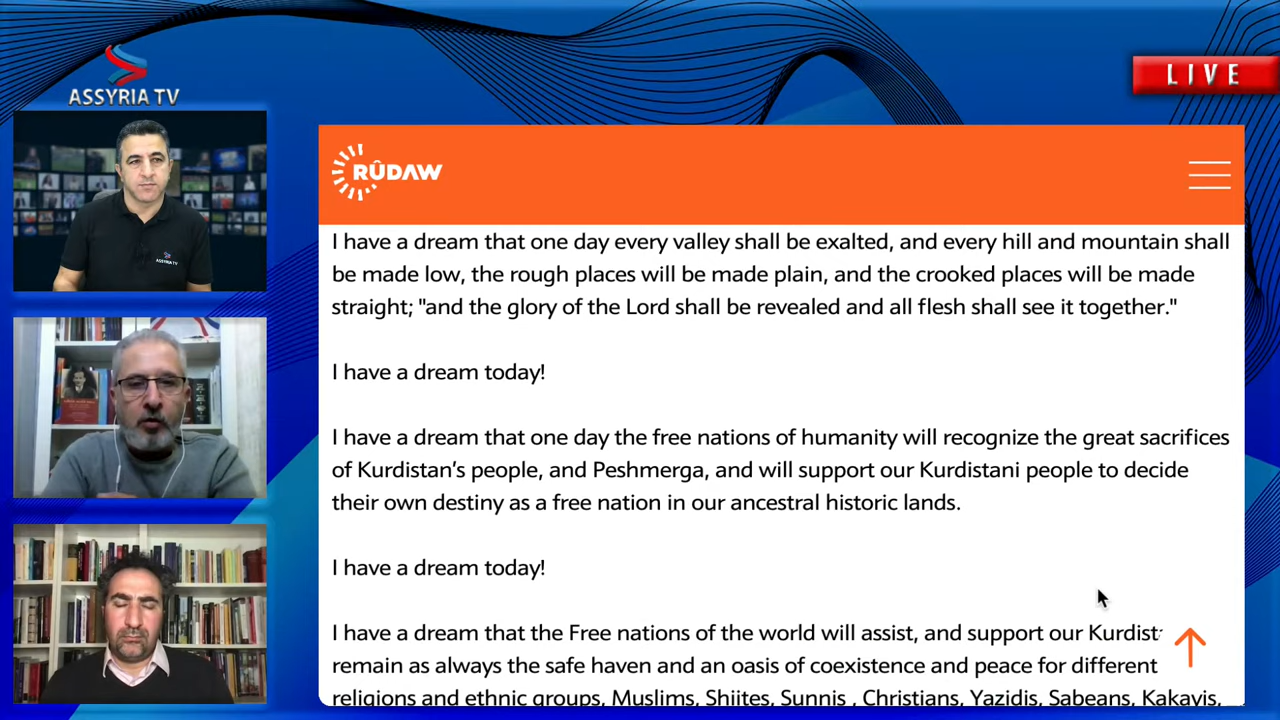 ASSYRIA TV
LIVE
RÛDAW
ASSYRIA TV
I have a dream that one day every valley shall be exalted, and every hill and mountain shall
be made low, the rough places will be made plain, and the crooked places will be made
straight; "and the glory of the Lord shall be revealed and all flesh shall see it together."
I have a dream today!
I have a dream that one day the free nations of humanity will recognize the great sacrifices
of Kurdistan's people, and Peshmerga, and will support our Kurdistani people to decide
their own destiny as a free nation in our ancestral historic lands.
I have a dream today!
I have a dream that the Free nations of the world will assist, and support our
remain as always the safe haven and an oasis of coexistence and peace for different
religions and ethnic groups, Muslims, Shiites, Sunnis , Christians, Yazidis, Sabeans, Kakayis,